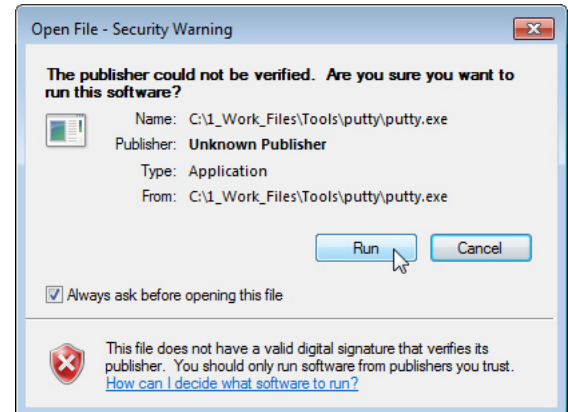 Open File - Security Warning
The publisher could not be verified.  Are you sure you want to
run this software?
Name: C:\1_Work_Files\Tools\putty\putty.exe
Publisher: Unknown Publisher
Type: Application
From: C:\1_Work_Files\Tools\putty\putty.exe
Run Cancel
Always ask before opening this file
This file does not have a valid digital signature that verifies its
publisher.  You should only run software from publishers you trust.
How can I decide what software to run?